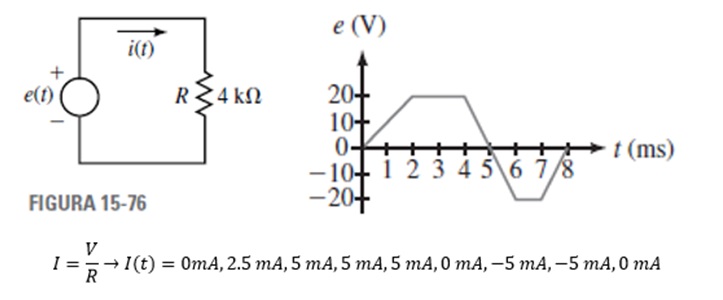 e (V)
i(t)
+
e(t)
−
R
4 kΩ
20
10
0
−10
−20
1 2 3 4 5 6 7 8
t (ms)
FIGURA 15-76
I = V/R → I(t) = 0mA, 2.5 mA, 5 mA, 5 mA, 5 mA, 0 mA, −5 mA, −5 mA, 0 mA